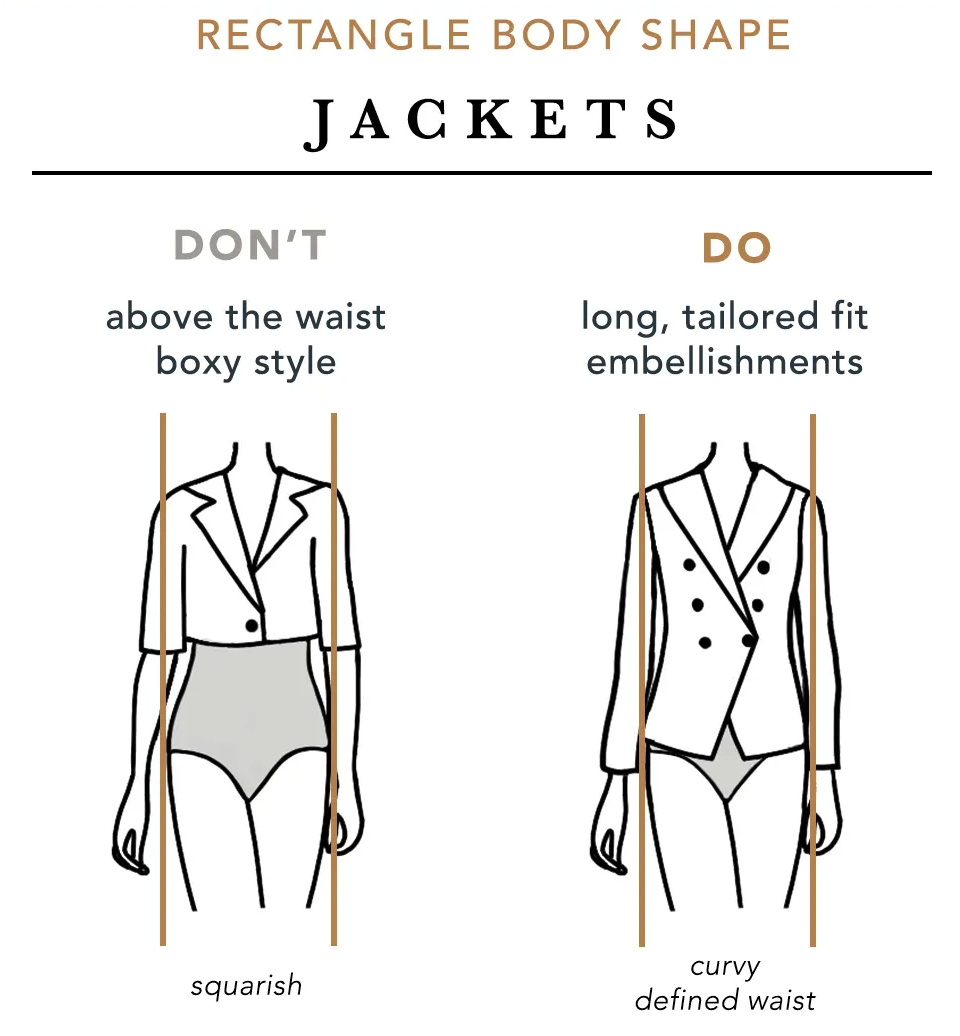 RECTANGLE BODY SHAPE
JACKETS
DON’T
above the waist
boxy style
squarish
DO
long, tailored fit
embellishments
curvy
defined waist